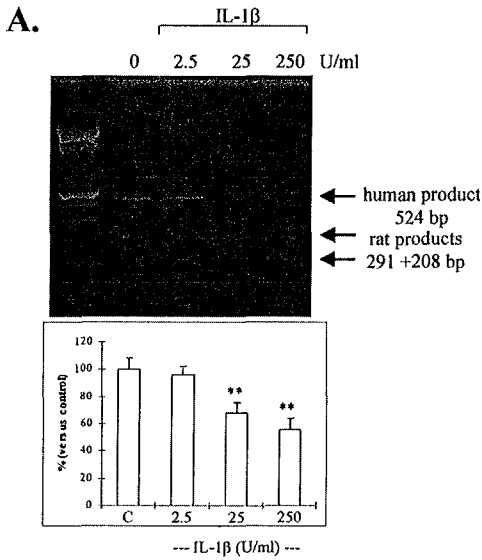 A.
IL-1β
0 2.5 25 250 U/ml
human product
524 bp
rat products
291 +208 bp
% (versus control)
120
100
80
60
40
20
0
** **
C 2.5 25 250
--- IL-1β (U/ml) ---